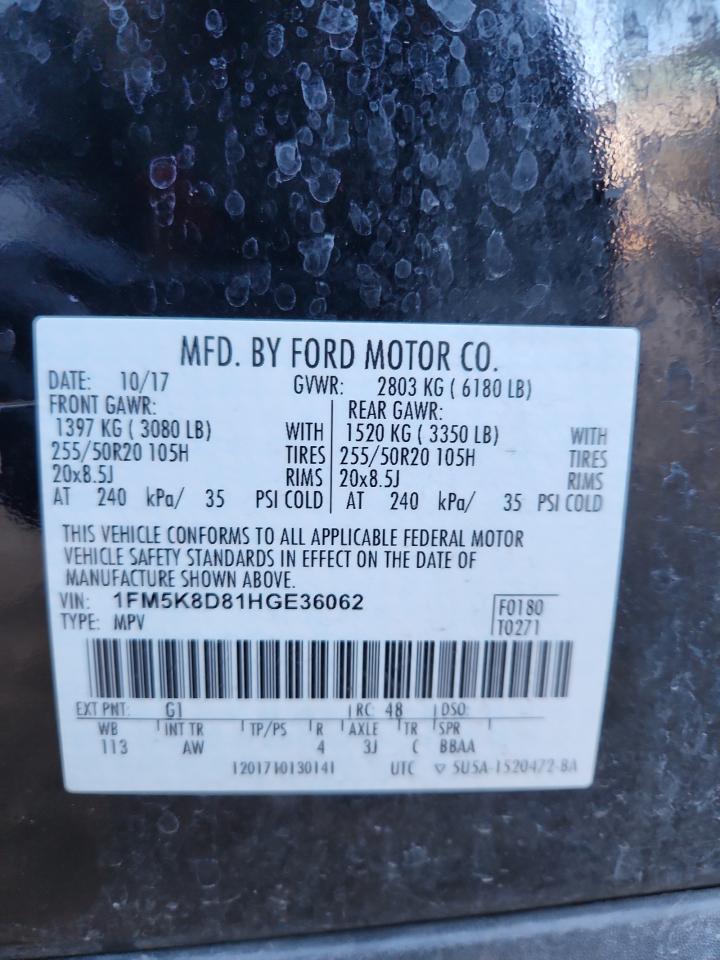 MFD. BY FORD MOTOR CO.
DATE: 10/17 GVWR: 2803 KG ( 6180 LB)
FRONT GAWR: REAR GAWR:
1397 KG ( 3080 LB) WITH 1520 KG ( 3350 LB) WITH
255/50R20 105H TIRES 255/50R20 105H TIRES
20x8.5J RIMS 20x8.5J RIMS
AT 240 kPa/ 35 PSI COLD AT 240 kPa/ 35 PSI COLD
THIS VEHICLE CONFORMS TO ALL APPLICABLE FEDERAL MOTOR
VEHICLE SAFETY STANDARDS IN EFFECT ON THE DATE OF
MANUFACTURE SHOWN ABOVE.
VIN: 1FM5K8D81HGE36062 F0180
TYPE: MPV T0271
EXT PNT: G1 RC: 48 DSO:
WB INT TR TP/PS R AXLE TR SPR
113 AW 4 3J C BBAA
1201710130141 UTC ▽ 5U5A-1520472-BA